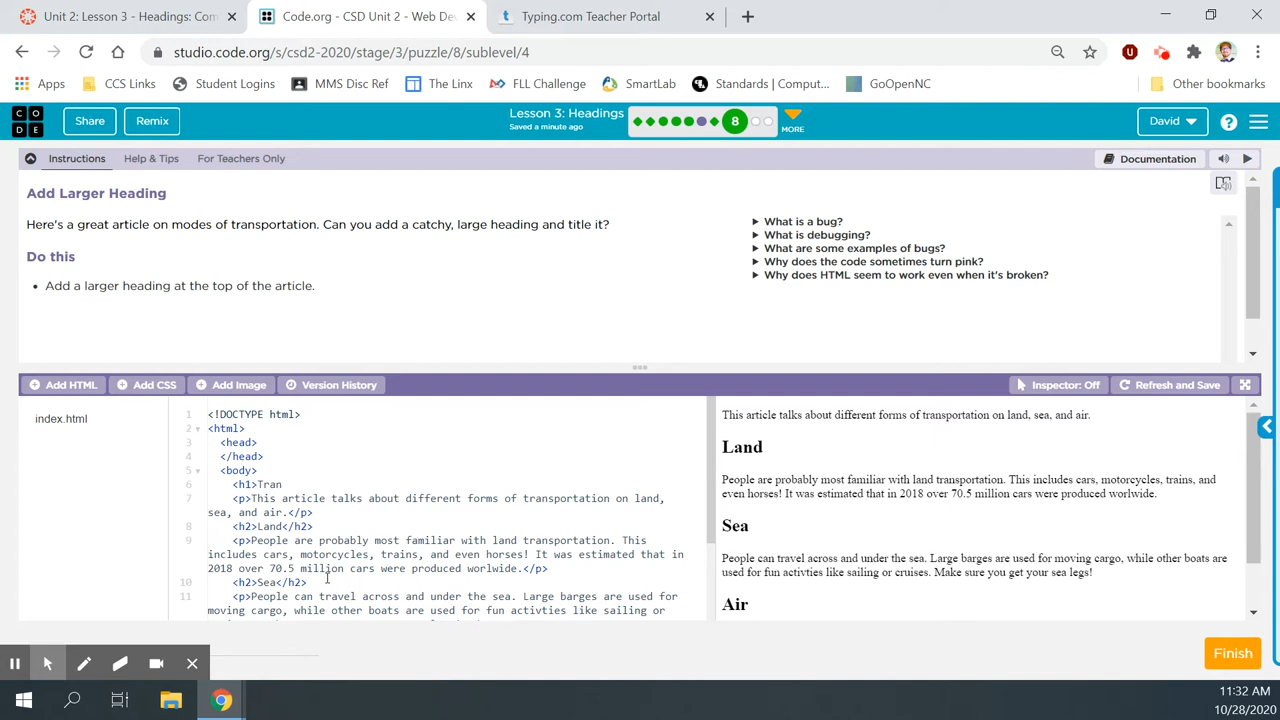 Unit 2: Lesson 3 - Headings: Com
Code.org - CSD Unit 2 - Web De
Typing.com Teacher Portal
studio.code.org/s/csd2-2020/stage/3/puzzle/8/sublevel/4
Apps
CCS Links
Student Logins
MMS Disc Ref
The Linx
FLL Challenge
SmartLab
Standards | Comput...
GoOpenNC
Other bookmarks
C O
D E
Share
Remix
Lesson 3: Headings
Saved a minute ago
8
MORE
David
Instructions
Help & Tips
For Teachers Only
Documentation
Add Larger Heading
Here's a great article on modes of transportation. Can you add a catchy, large heading and title it?
Do this
• Add a larger heading at the top of the article.
What is a bug?
What is debugging?
What are some examples of bugs?
Why does the code sometimes turn pink?
Why does HTML seem to work even when it's broken?
Add HTML
Add CSS
Add Image
Version History
Inspector: Off
Refresh and Save
index.html
1 <!DOCTYPE html>
2 <html>
3 <head>
4 </head>
5 <body>
6 <h1>Tran
7 <p>This article talks about different forms of transportation on land,
sea, and air.</p>
8 <h2>Land</h2>
9 <p>People are probably most familiar with land transportation. This
includes cars, motorcycles, trains, and even horses! It was estimated that in
2018 over 70.5 million cars were produced worlwide.</p>
10 <h2>Sea</h2>
11 <p>People can travel across and under the sea. Large barges are used for
moving cargo, while other boats are used for fun activties like sailing or
This article talks about different forms of transportation on land, sea, and air.
Land
People are probably most familiar with land transportation. This includes cars, motorcycles, trains, and
even horses! It was estimated that in 2018 over 70.5 million cars were produced worlwide.
Sea
People can travel across and under the sea. Large barges are used for moving cargo, while other boats are
used for fun activties like sailing or cruises. Make sure you get your sea legs!
Air
Finish
11:32 AM
10/28/2020